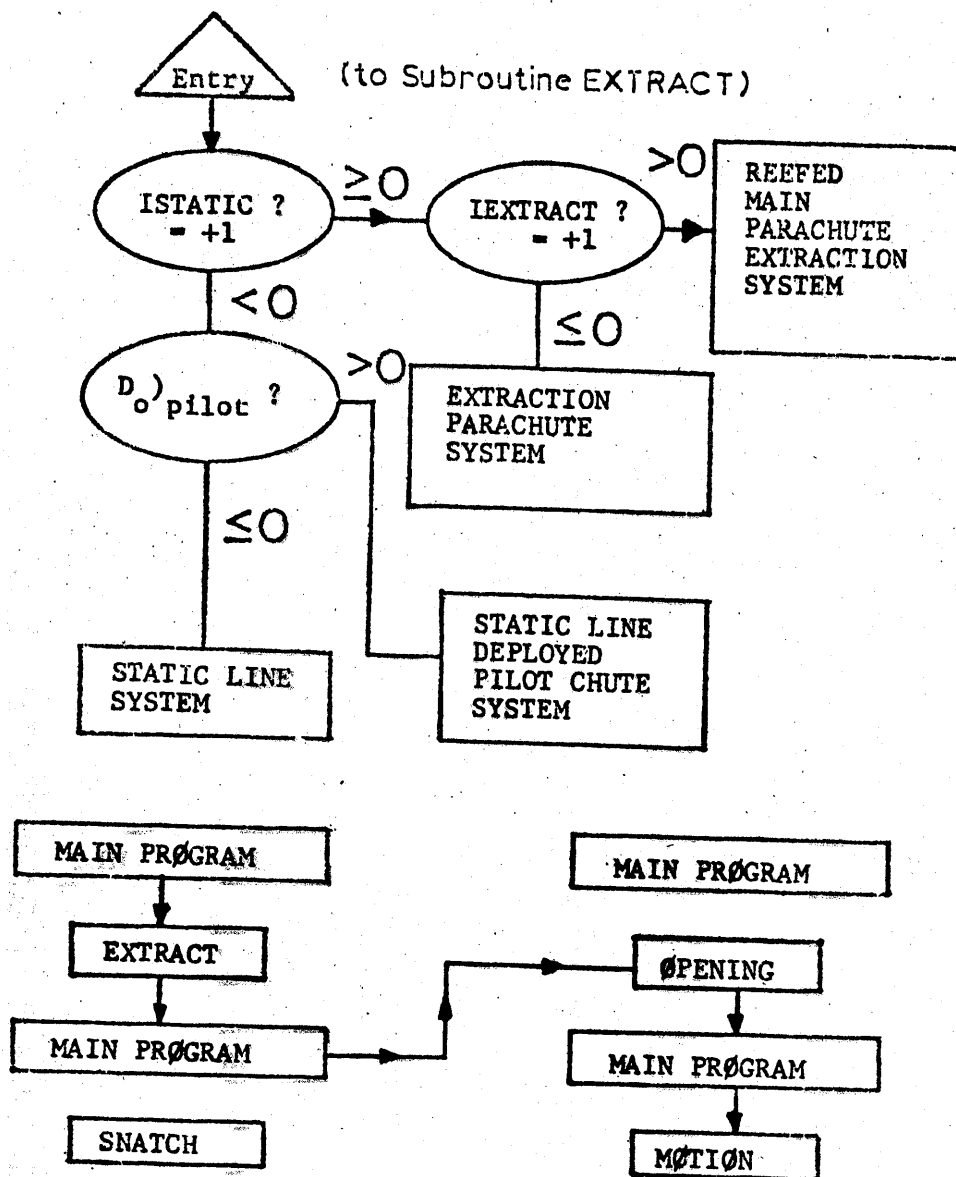 Entry (to Subroutine EXTRACT)
ISTATIC ?
= +1
≥0
IEXTRACT ?
= +1
>0
REEFED
MAIN
PARACHUTE
EXTRACTION
SYSTEM
<0
≤0
D_o)pilot ?
>0
EXTRACTION
PARACHUTE
SYSTEM
≤0
STATIC LINE
SYSTEM
STATIC LINE
DEPLOYED
PILOT CHUTE
SYSTEM
MAIN PRØGRAM
EXTRACT
MAIN PRØGRAM
SNATCH
MAIN PRØGRAM
ØPENING
MAIN PRØGRAM
MØTIØN